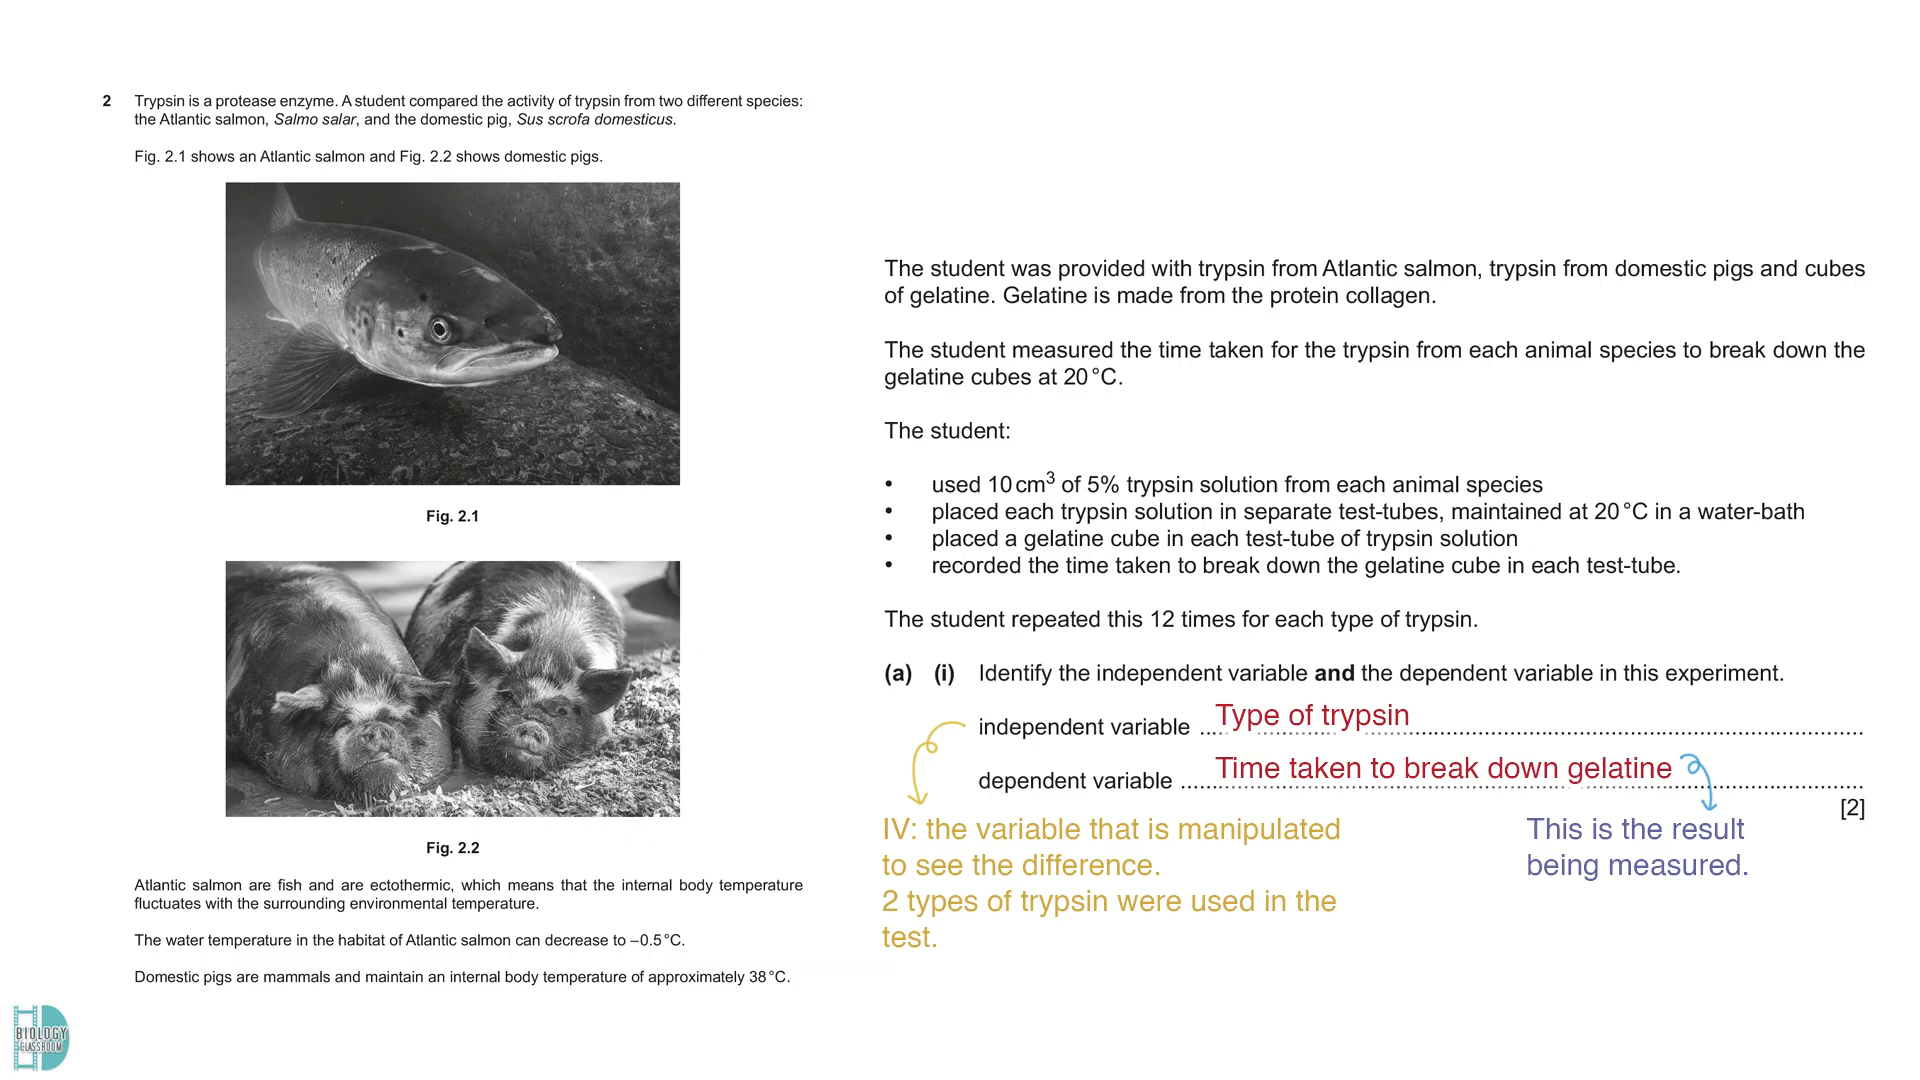 2 Trypsin is a protease enzyme. A student compared the activity of trypsin from two different species:
the Atlantic salmon, Salmo salar, and the domestic pig, Sus scrofa domesticus.
Fig. 2.1 shows an Atlantic salmon and Fig. 2.2 shows domestic pigs.
Fig. 2.1
Fig. 2.2
Atlantic salmon are fish and are ectothermic, which means that the internal body temperature
fluctuates with the surrounding environmental temperature.
The water temperature in the habitat of Atlantic salmon can decrease to –0.5 °C.
Domestic pigs are mammals and maintain an internal body temperature of approximately 38 °C.
BIOLOGY
CLASSROOM
The student was provided with trypsin from Atlantic salmon, trypsin from domestic pigs and cubes
of gelatine. Gelatine is made from the protein collagen.
The student measured the time taken for the trypsin from each animal species to break down the
gelatine cubes at 20 °C.
The student:
• used 10 cm³ of 5% trypsin solution from each animal species
• placed each trypsin solution in separate test-tubes, maintained at 20 °C in a water-bath
• placed a gelatine cube in each test-tube of trypsin solution
• recorded the time taken to break down the gelatine cube in each test-tube.
The student repeated this 12 times for each type of trypsin.
(a) (i) Identify the independent variable and the dependent variable in this experiment.
independent variable .... Type of trypsin ....
dependent variable .... Time taken to break down gelatine ....
[2]
IV: the variable that is manipulated
to see the difference.
2 types of trypsin were used in the
test.
This is the result
being measured.